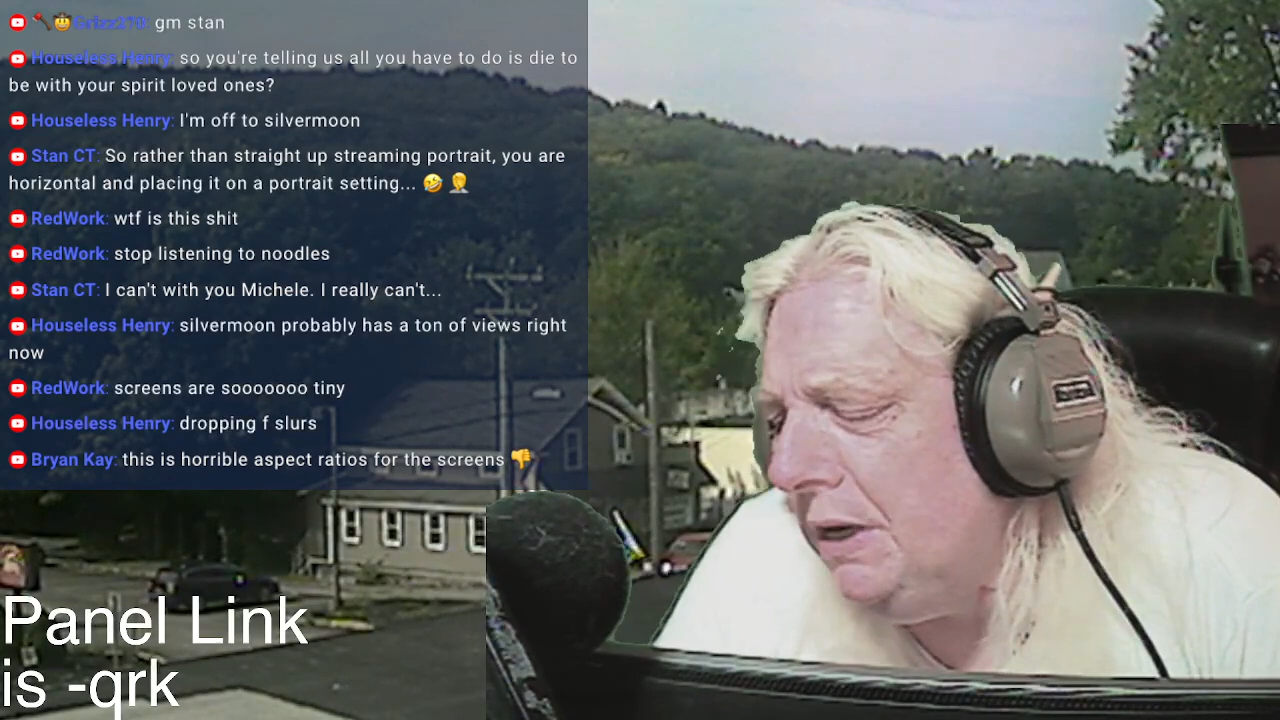 Grizz270: gm stan
Houseless Henry: so you're telling us all you have to do is die to
be with your spirit loved ones?
Houseless Henry: I'm off to silvermoon
Stan CT: So rather than straight up streaming portrait, you are
horizontal and placing it on a portrait setting... 🤣 🤦
RedWork: wtf is this shit
RedWork: stop listening to noodles
Stan CT: I can't with you Michele. I really can't...
Houseless Henry: silvermoon probably has a ton of views right
now
RedWork: screens are sooooooo tiny
Houseless Henry: dropping f slurs
Bryan Kay: this is horrible aspect ratios for the screens 👎
Panel Link
is -qrk